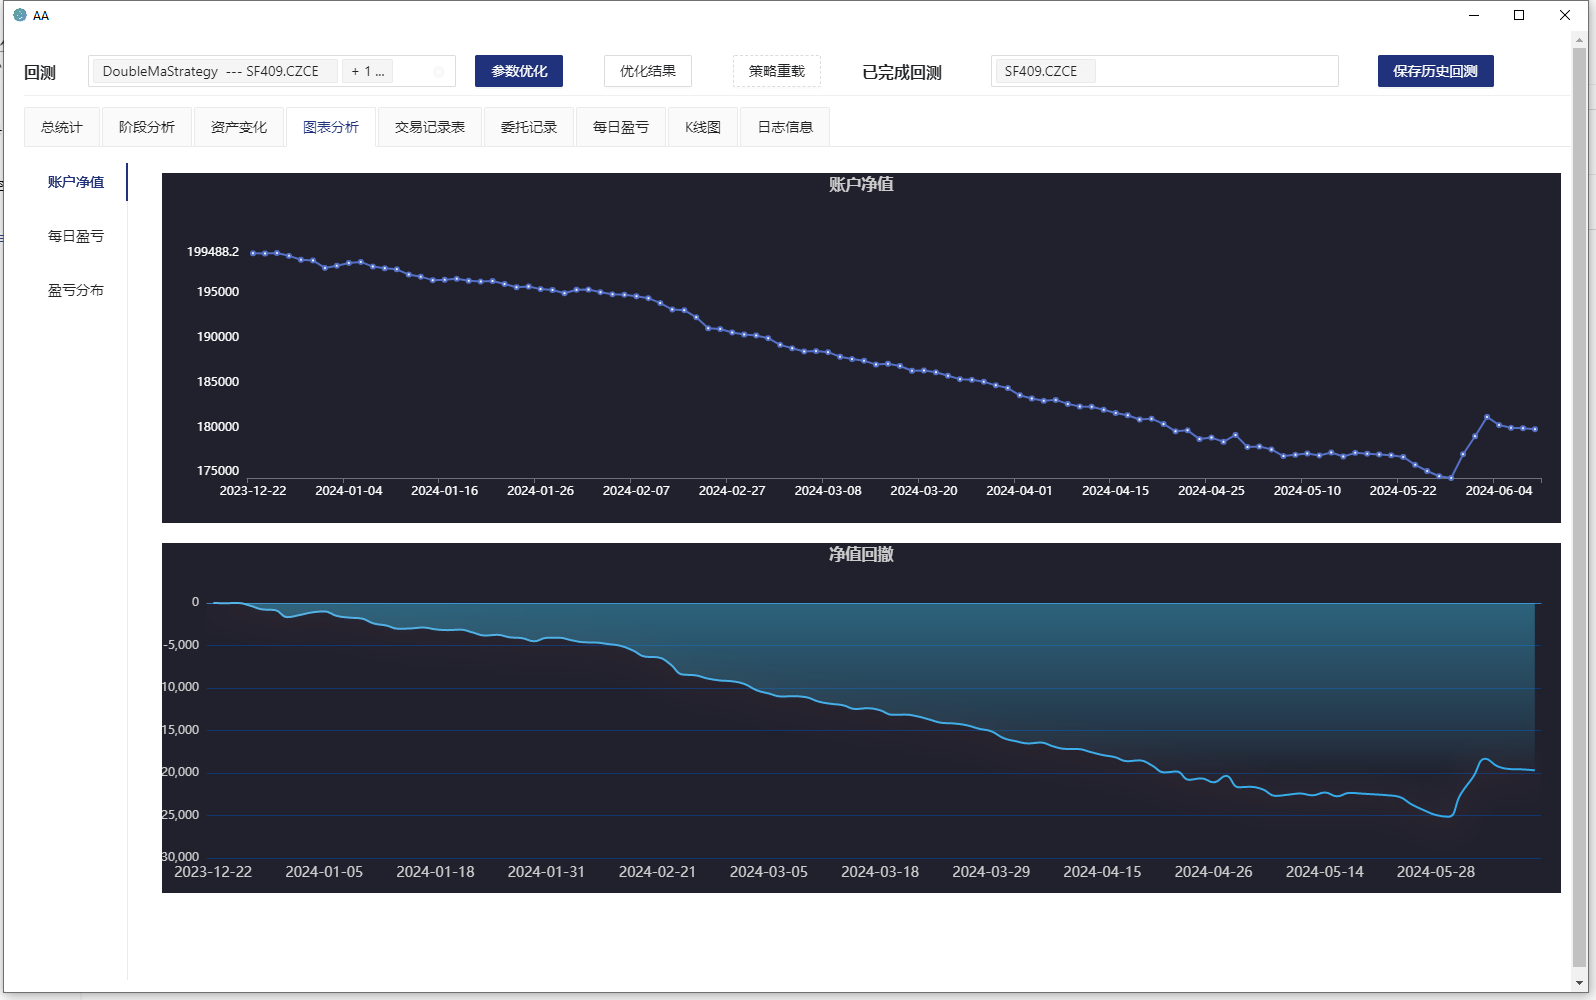 AA
回测 DoubleMaStrategy --- SF409.CZCE + 1 ... 参数优化 优化结果 策略重载 已完成回测 SF409.CZCE 保存历史回测
总统计 阶段分析 资产变化 图表分析 交易记录表 委托记录 每日盈亏 K线图 日志信息
账户净值
每日盈亏
盈亏分布
账户净值
199488.2
195000
190000
185000
180000
175000
2023-12-22 2024-01-04 2024-01-16 2024-01-26 2024-02-07 2024-02-27 2024-03-08 2024-03-20 2024-04-01 2024-04-15 2024-04-25 2024-05-10 2024-05-22 2024-06-04
净值回撤
0
-5,000
10,000
15,000
20,000
25,000
30,000
2023-12-22 2024-01-05 2024-01-18 2024-01-31 2024-02-21 2024-03-05 2024-03-18 2024-03-29 2024-04-15 2024-04-26 2024-05-14 2024-05-28